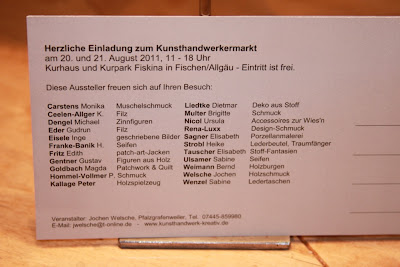 Herzliche Einladung zum Kunsthandwerkermarkt
am 20. und 21. August 2011, 11 - 18 Uhr
Kurhaus und Kurpark Fiskina in Fischen/Allgäu - Eintritt ist frei.
Diese Aussteller freuen sich auf Ihren Besuch:
Carstens Monika Muschelschmuck
Ceelen-Allger K. Filz
Dengel Michael Zinnfiguren
Eder Gudrun Filz
Eisele Inge geschriebene Bilder
Franke-Banik H. Seifen
Fritz Edith patch-art-Jacken
Gentner Gustav Figuren aus Holz
Goldbach Magda Patchwork & Quilt
Hommel-Vollmer P. Schmuck
Kallage Peter Holzspielzeug
Liedtke Dietmar Deko aus Stoff
Multer Brigitte Schmuck
Nicol Ursula Accessoires zur Wies'n
Rena-Luxx Design-Schmuck
Sagner Elisabeth Porzellanmalerei
Strobl Heike Lederbeutel, Traumfänger
Tauscher Elisabeth Stoff-Fantasien
Ulsamer Sabine Seifen
Weimann Bernd Holzburgen
Welsche Jochen Holzschmuck
Wenzel Sabine Ledertaschen
Veranstalter: Jochen Welsche, Pfalzgrafenweiler, Tel. 07445-859980
E-Mail: jwelsche@t-online.de - www.kunsthandwerk-kreativ.de